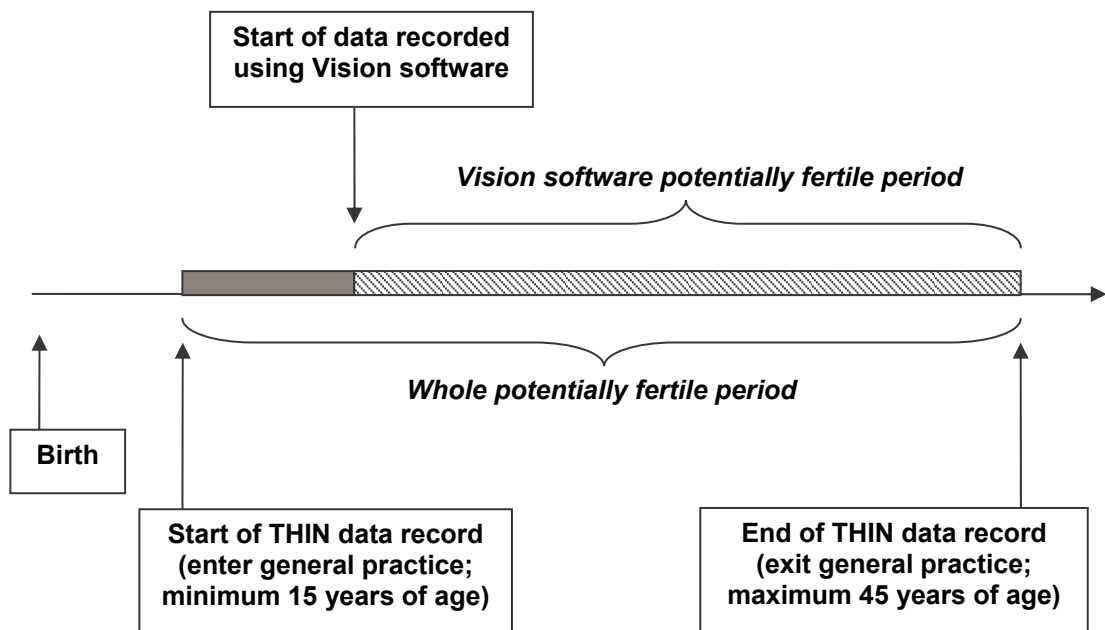 Start of data recorded
using Vision software
Vision software potentially fertile period
Whole potentially fertile period
Birth
Start of THIN data record
(enter general practice;
minimum 15 years of age)
End of THIN data record
(exit general practice;
maximum 45 years of age)